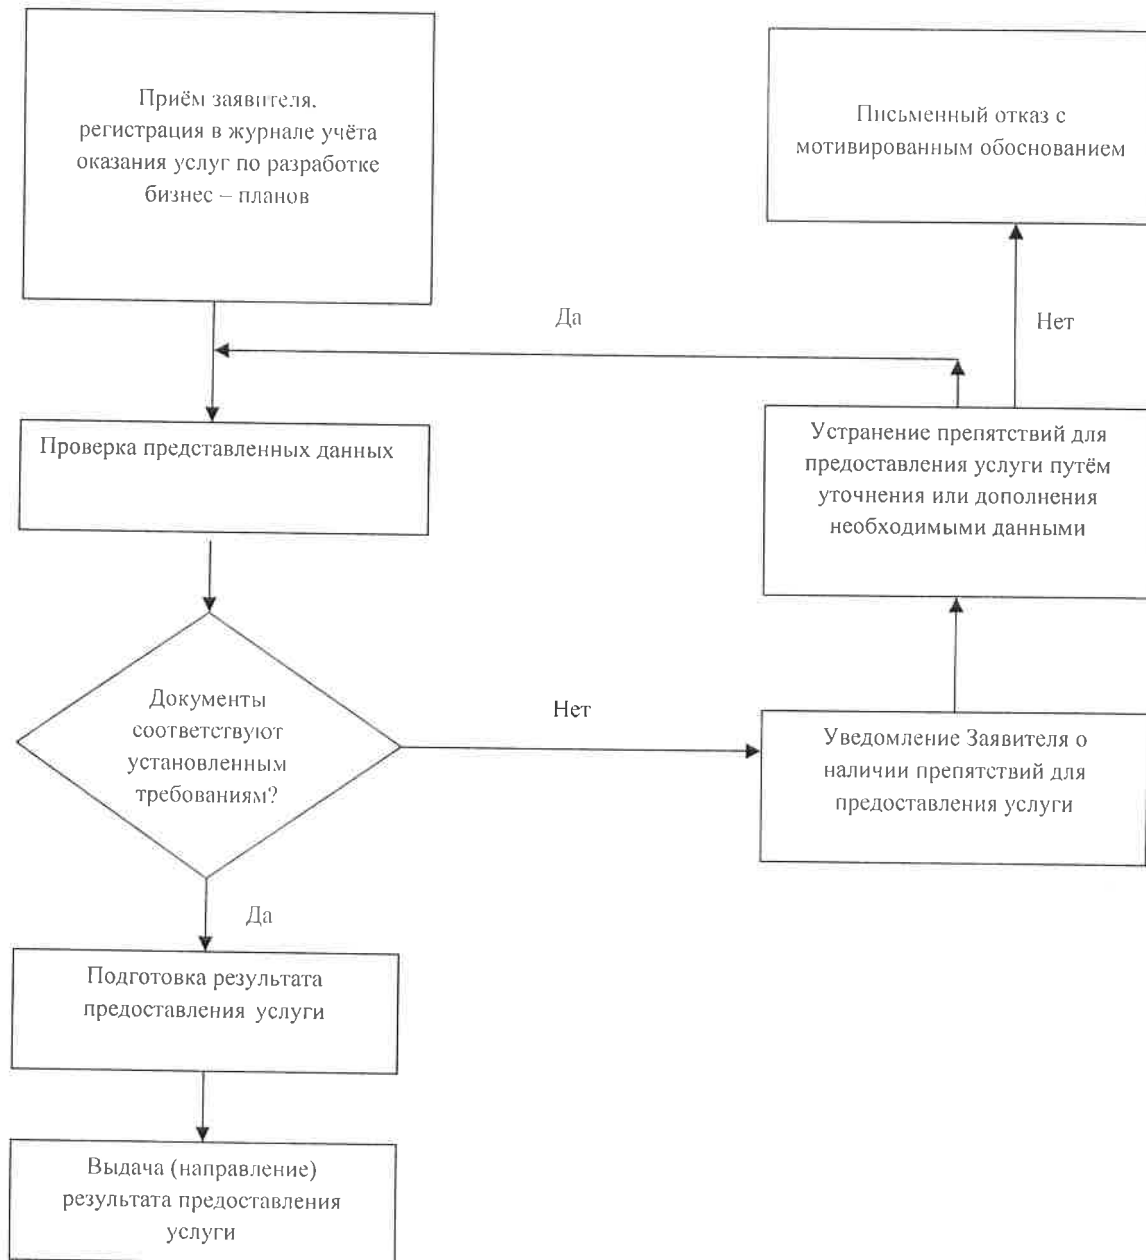 Приём заявителя,
регистрация в журнале учёта
оказания услуг по разработке
бизнес – планов
Письменный отказ с
мотивированным обоснованием
Да
Нет
Проверка представленных данных
Устранение препятствий для
предоставления услуги путём
уточнения или дополнения
необходимыми данными
Документы
соответствуют
установленным
требованиям?
Нет
Уведомление Заявителя о
наличии препятствий для
предоставления услуги
Да
Подготовка результата
предоставления услуги
Выдача (направление)
результата предоставления
услуги